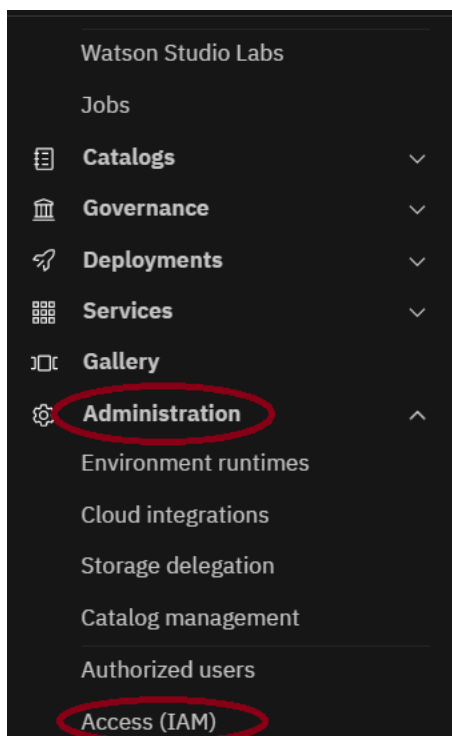 Watson Studio Labs
Jobs
Catalogs
Governance
Deployments
Services
Gallery
Administration
Environment runtimes
Cloud integrations
Storage delegation
Catalog management
Authorized users
Access (IAM)